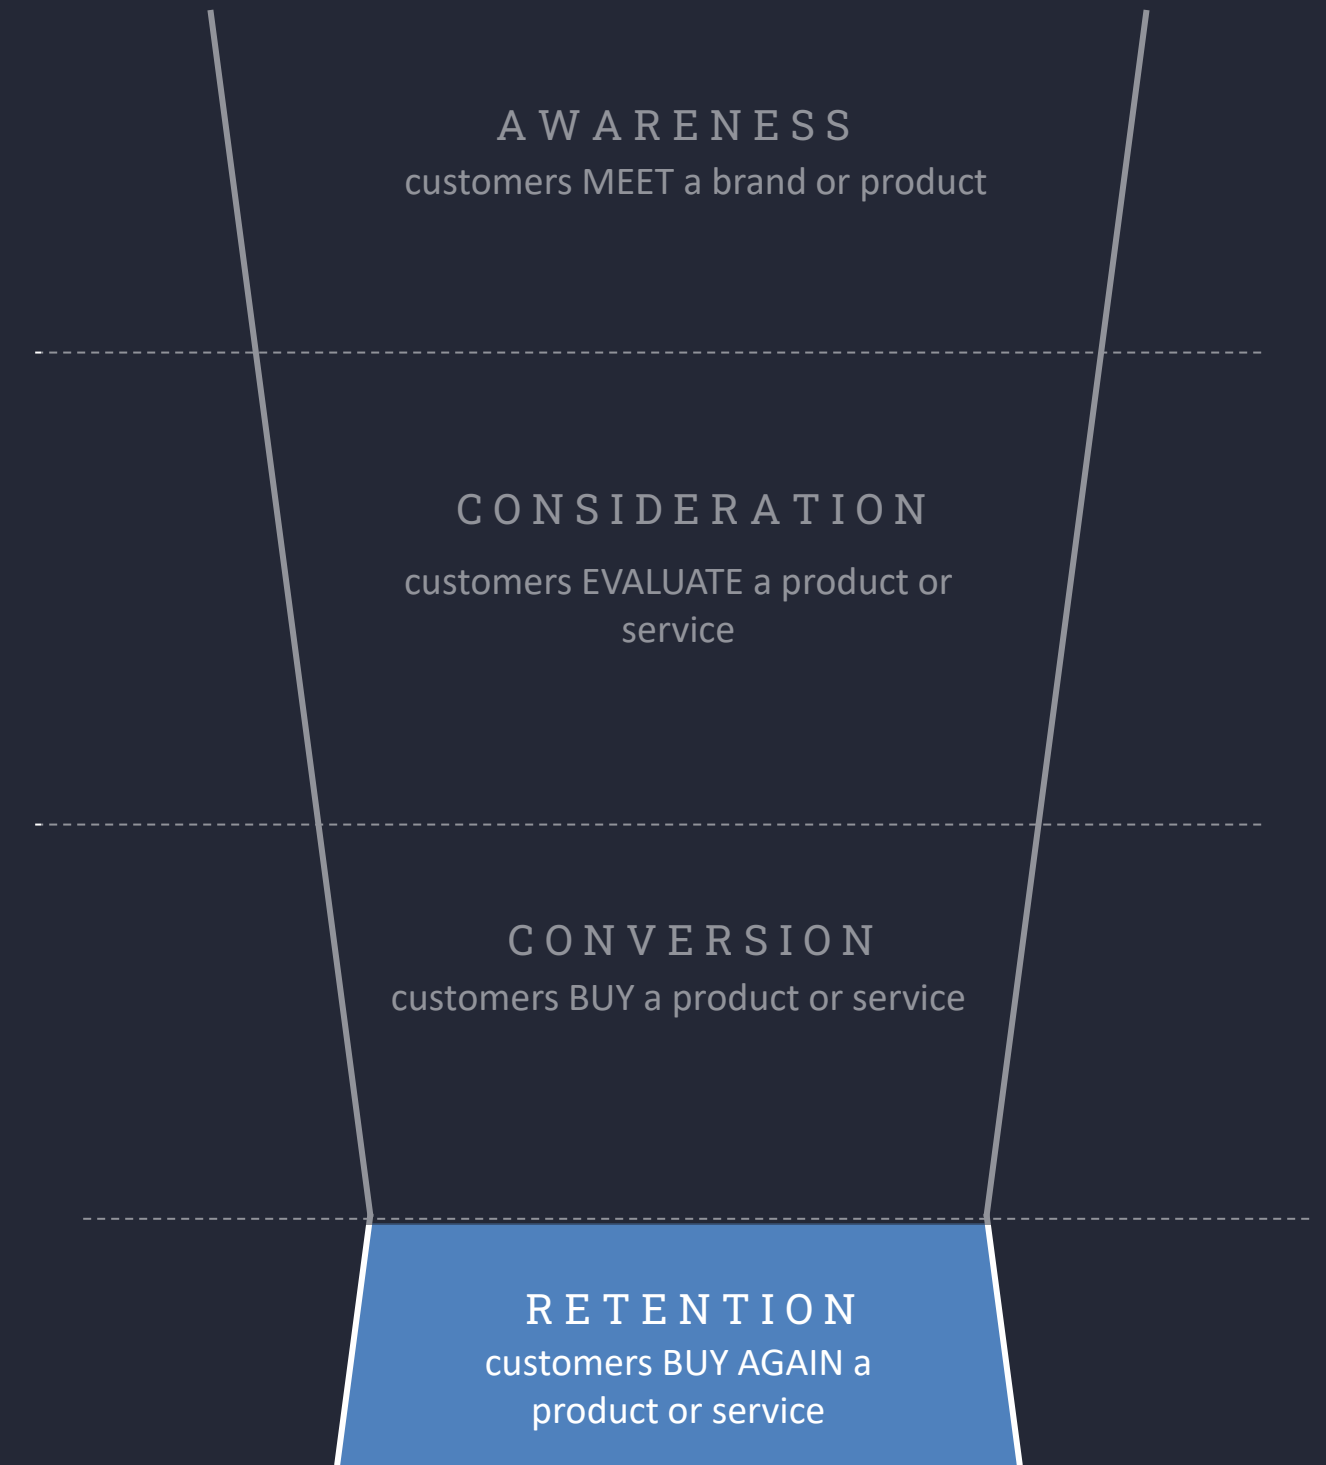 AWARENESS
customers MEET a brand or product
CONSIDERATION
customers EVALUATE a product or
service
CONVERSION
customers BUY a product or service
RETENTION
customers BUY AGAIN a
product or service